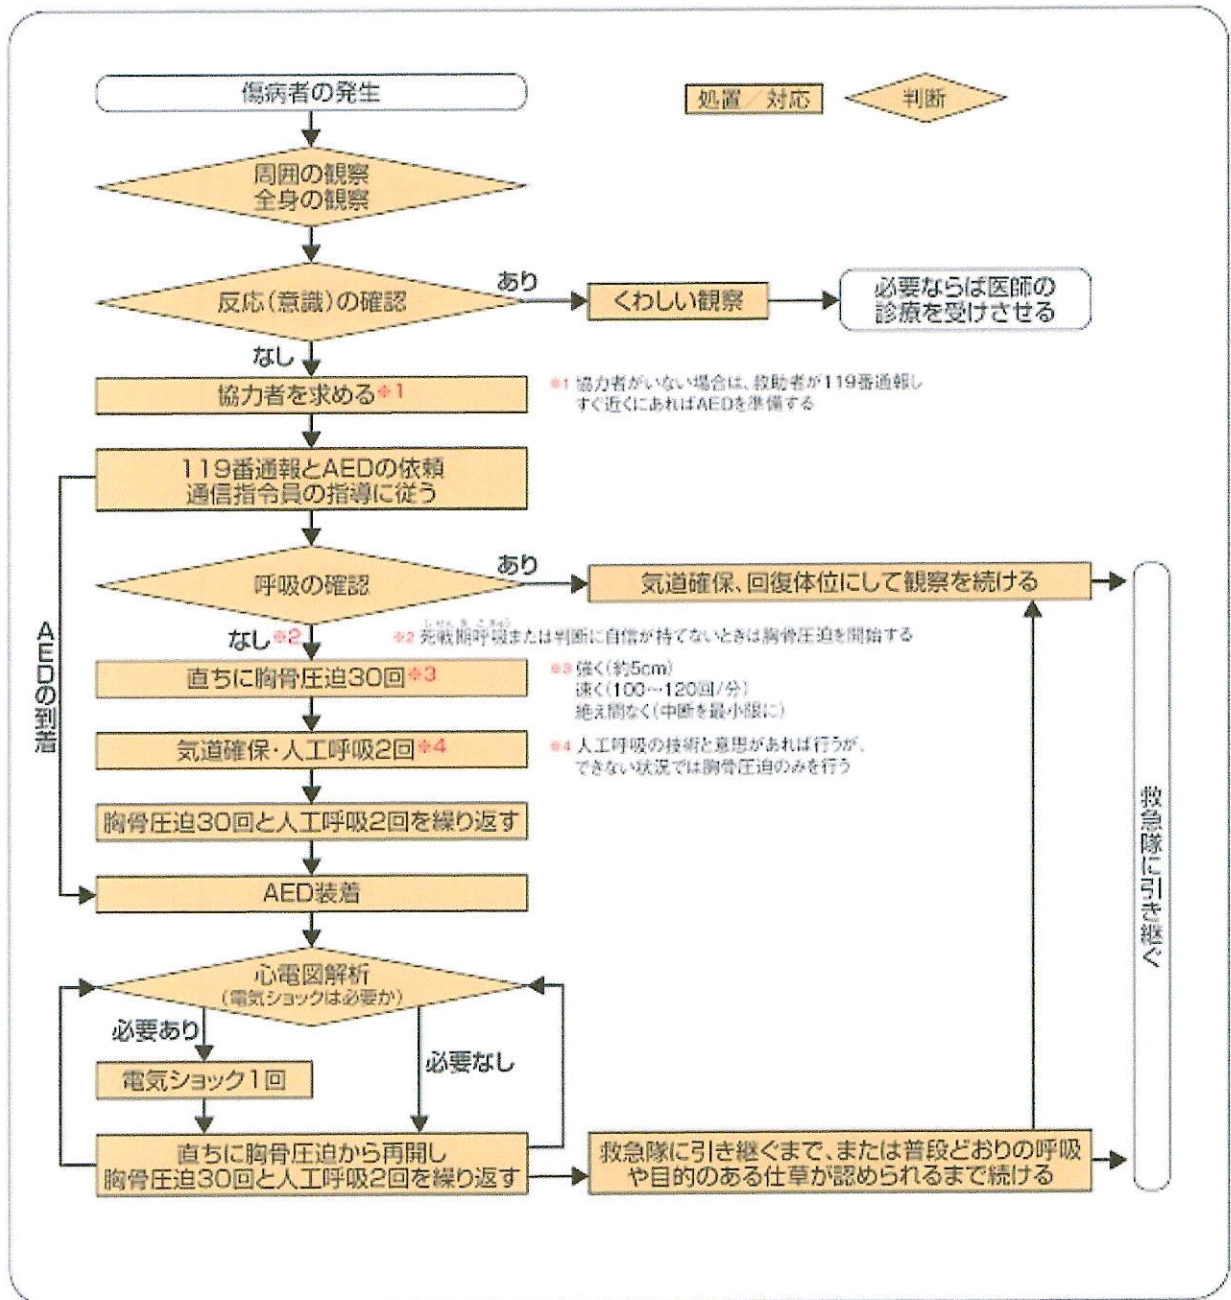 傷病者の発生
処置／対応
判断
周囲の観察
全身の観察
反応(意識)の確認
あり
くわしい観察
必要ならば医師の
診療を受けさせる
なし
協力者を求める※1
※1 協力者がいない場合は、救助者が119番通報し
すぐ近くにあればAEDを準備する
119番通報とAEDの依頼
通信指令員の指導に従う
呼吸の確認
あり
気道確保、回復体位にして観察を続ける
AEDの到着
なし※2
しせんきこきゅう
※2 死戦期呼吸または判断に自信が持てないときは胸骨圧迫を開始する
直ちに胸骨圧迫30回※3
※3 強く(約5cm)
速く(100～120回/分)
絶え間なく(中断を最小限に)
気道確保・人工呼吸2回※4
※4 人工呼吸の技術と意思があれば行うが、
できない状況では胸骨圧迫のみを行う
胸骨圧迫30回と人工呼吸2回を繰り返す
救急隊に引き継ぐ
AED装着
心電図解析
(電気ショックは必要か)
必要あり
必要なし
電気ショック1回
直ちに胸骨圧迫から再開し
胸骨圧迫30回と人工呼吸2回を繰り返す
救急隊に引き継ぐまで、または普段どおりの呼吸
や目的のある仕草が認められるまで続ける